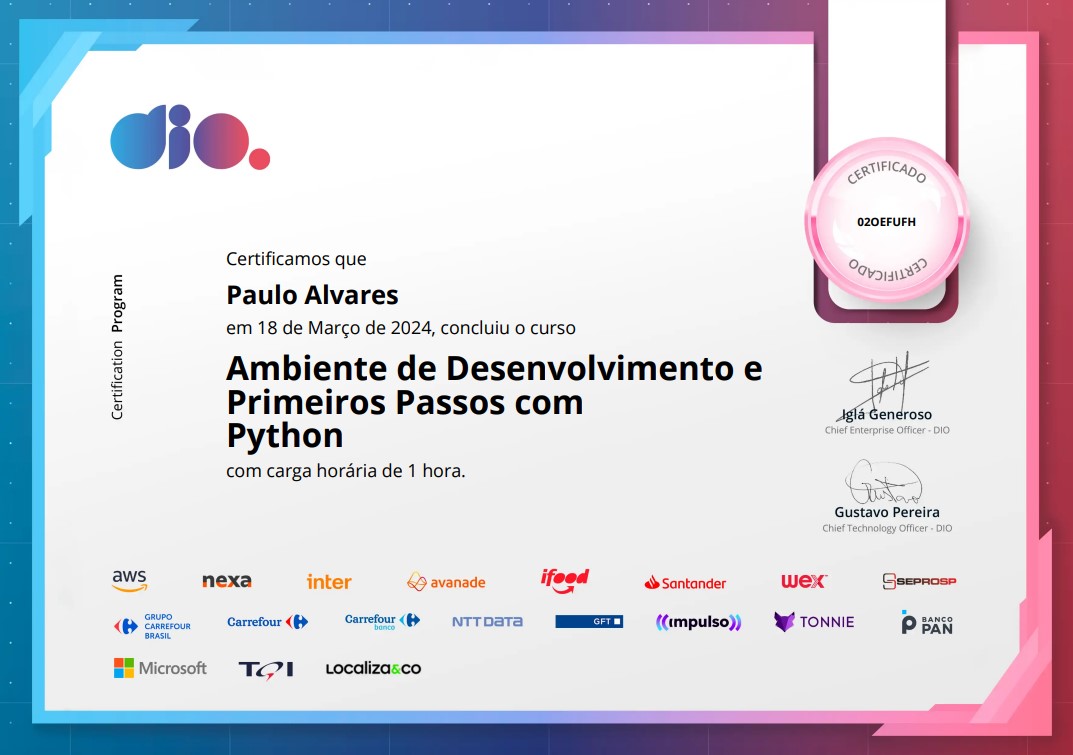 dio.
CERTIFICADO
02OEFUFH
CERTIFICADO
Certification Program
Certificamos que
Paulo Alvares
em 18 de Março de 2024, concluiu o curso
Ambiente de Desenvolvimento e
Primeiros Passos com
Python
com carga horária de 1 hora.
Iglá Generoso
Chief Enterprise Officer - DIO
Gustavo Pereira
Chief Technology Officer - DIO
aws nexa inter avanade ifood Santander wex SEPROSP
GRUPO
CARREFOUR
BRASIL
Carrefour Carrefour banco NTT DATA GFT impulso TONNIE BANCO PAN
Microsoft TQI Localiza&co